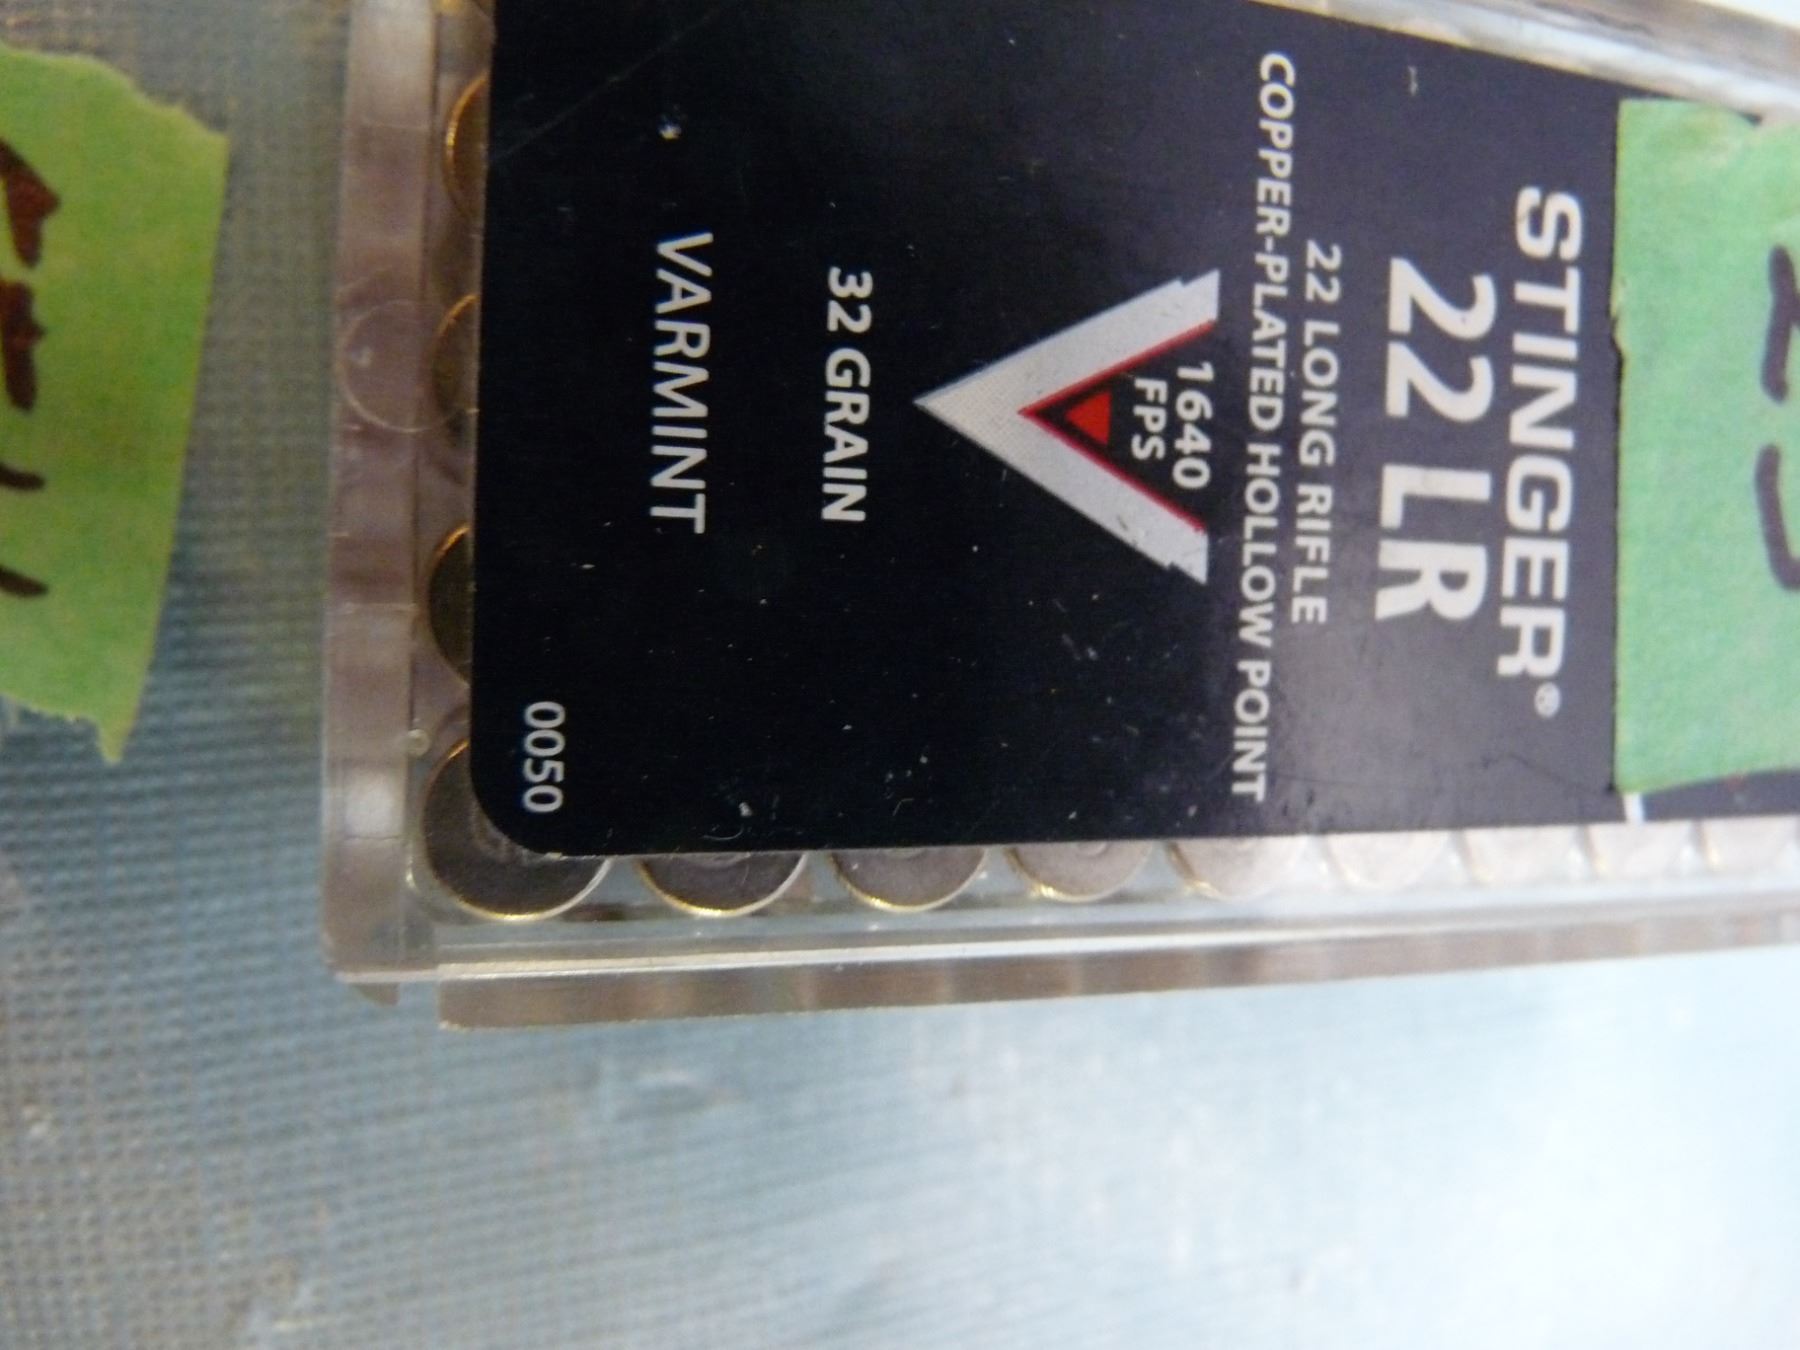 STINGER®
22 LR
22 LONG RIFLE
COPPER-PLATED HOLLOW POINT
1640
FPS
32 GRAIN
VARMINT
0050